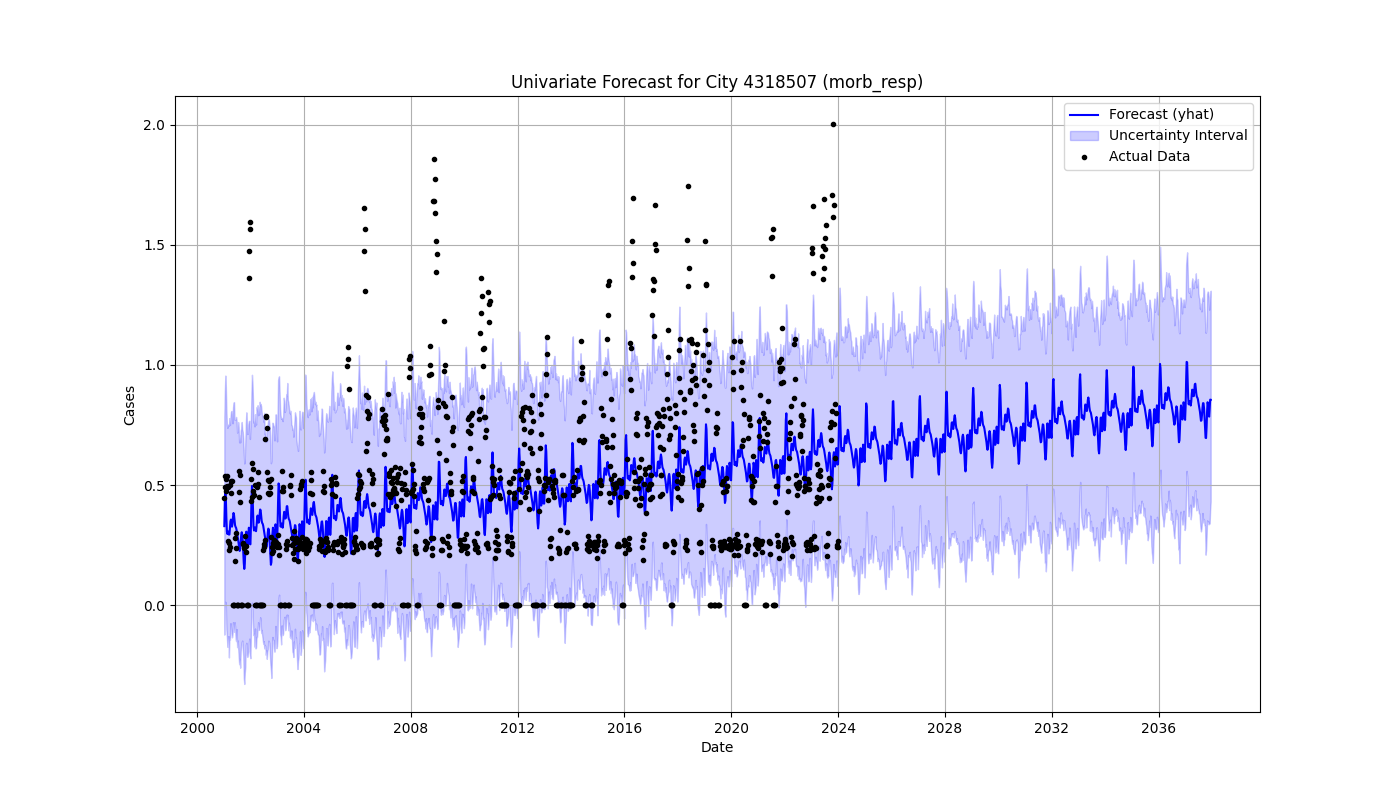 Univariate Forecast for City 4318507 (morb_resp)
Forecast (yhat)
Uncertainty Interval
Actual Data
2.0
1.5
1.0
0.5
0.0
Cases
2000 2004 2008 2012 2016 2020 2024 2028 2032 2036
Date